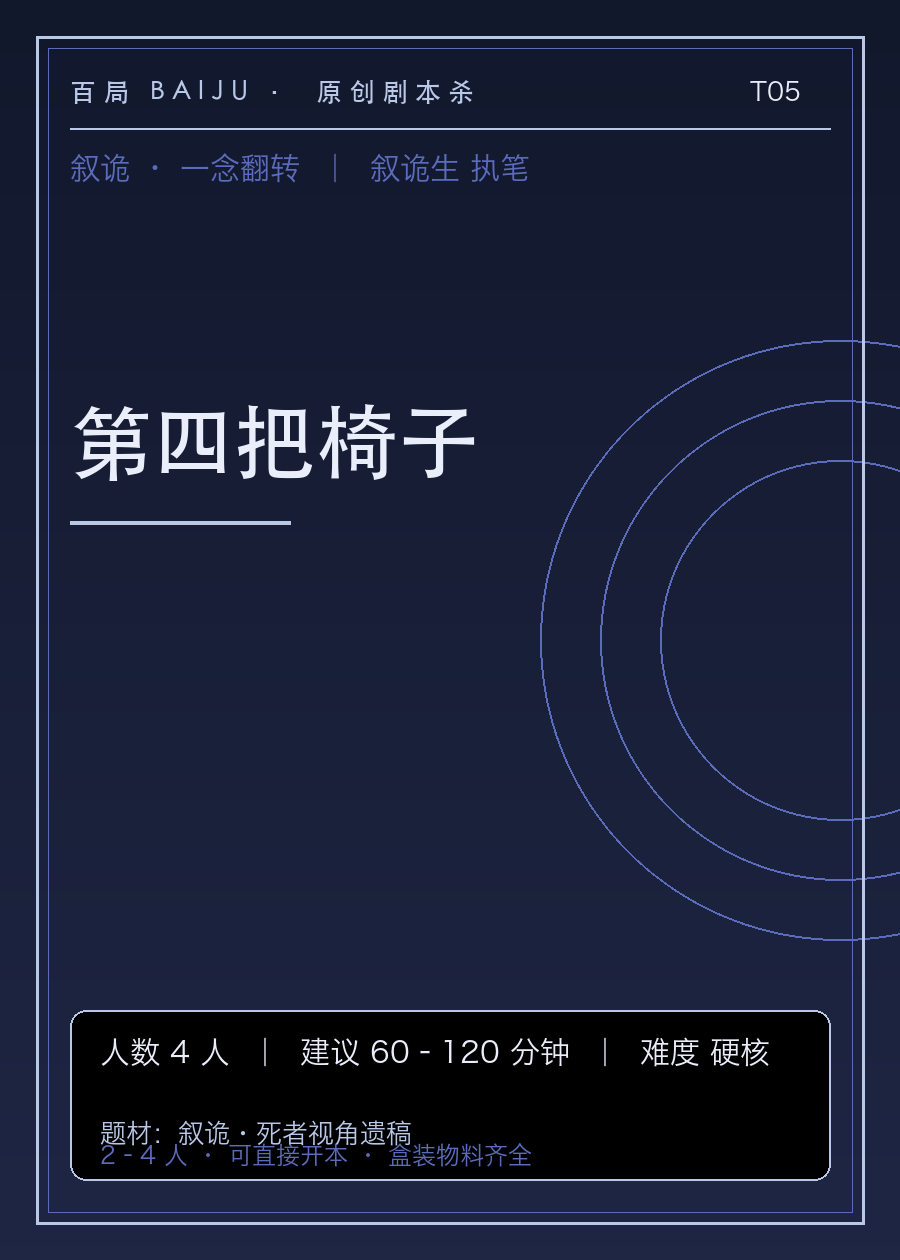 百局 BAIJU · 原创剧本杀 T05
叙诡 · 一念翻转 ｜ 叙诡生 执笔
第四把椅子
人数 4 人 ｜ 建议 60 - 120 分钟 ｜ 难度 硬核
题材：叙诡·死者视角遗稿
2-4 人 · 可直接开本 · 盒装物料齐全